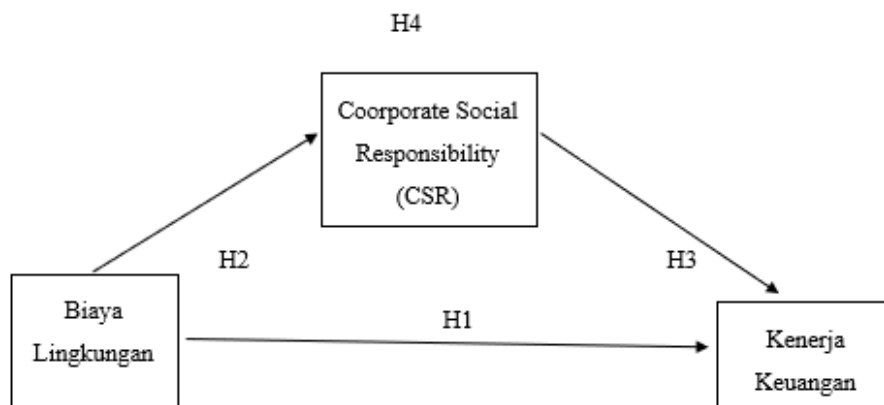 H4
Coorporate Social
Responsibility
(CSR)
H2
H3
Biaya
Lingkungan
H1
Kenerja
Keuangan